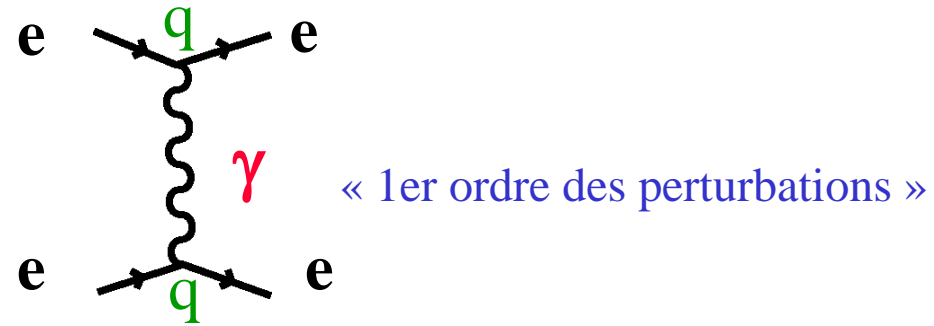 e q e
γ « 1er ordre des perturbations »
e q e